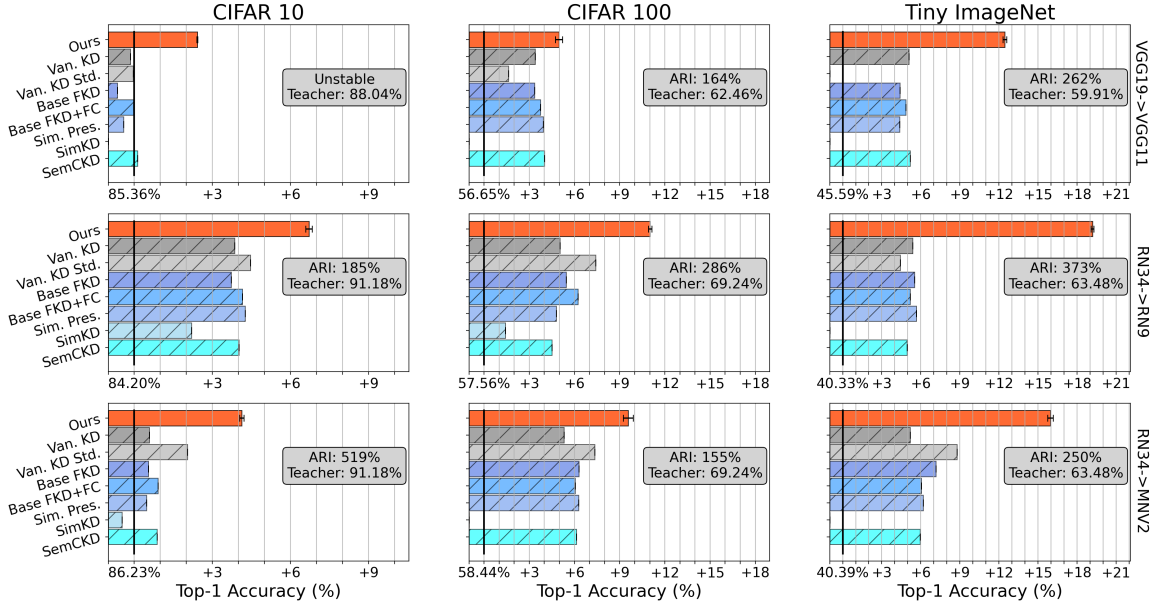 CIFAR 10
CIFAR 100
Tiny ImageNet
Ours
Van. KD
Van. KD Std.
Base FKD
Base FKD+FC
Sim. Pres.
SimKD
SemCKD
Unstable
Teacher: 88.04%
85.36% +3 +6 +9
ARI: 164%
Teacher: 62.46%
56.65% +3 +6 +9 +12 +15 +18
ARI: 262%
Teacher: 59.91%
45.59% +3 +6 +9 +12 +15 +18 +21
VGG19->VGG11
Ours
Van. KD
Van. KD Std.
Base FKD
Base FKD+FC
Sim. Pres.
SimKD
SemCKD
ARI: 185%
Teacher: 91.18%
84.20% +3 +6 +9
ARI: 286%
Teacher: 69.24%
57.56% +3 +6 +9 +12 +15 +18
ARI: 373%
Teacher: 63.48%
40.33% +3 +6 +9 +12 +15 +18 +21
RN34->RN9
Ours
Van. KD
Van. KD Std.
Base FKD
Base FKD+FC
Sim. Pres.
SimKD
SemCKD
ARI: 519%
Teacher: 91.18%
86.23% +3 +6 +9
Top-1 Accuracy (%)
ARI: 155%
Teacher: 69.24%
58.44% +3 +6 +9 +12 +15 +18
Top-1 Accuracy (%)
ARI: 250%
Teacher: 63.48%
40.39% +3 +6 +9 +12 +15 +18 +21
Top-1 Accuracy (%)
RN34->MNV2